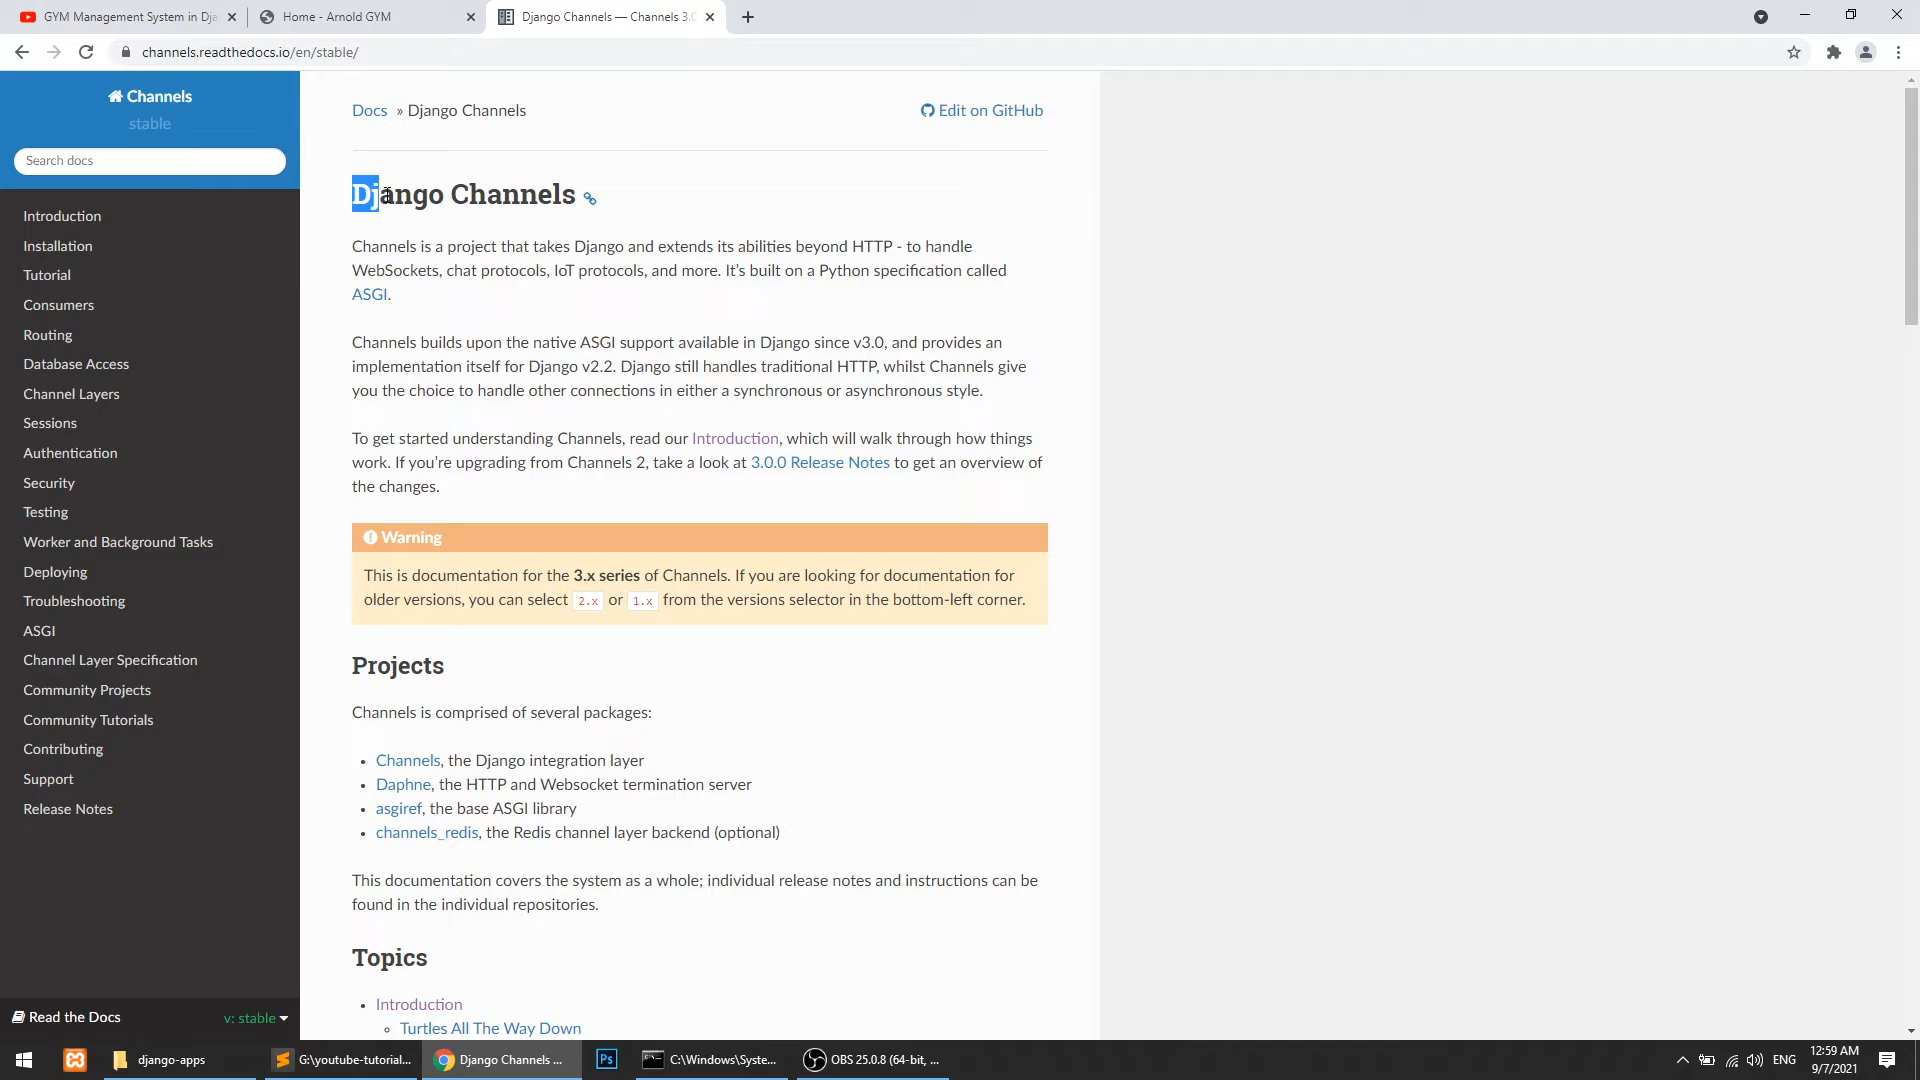 GYM Management System in Dja
Home - Arnold GYM
Django Channels — Channels 3.0
channels.readthedocs.io/en/stable/
Channels
stable
Search docs
Introduction
Installation
Tutorial
Consumers
Routing
Database Access
Channel Layers
Sessions
Authentication
Security
Testing
Worker and Background Tasks
Deploying
Troubleshooting
ASGI
Channel Layer Specification
Community Projects
Community Tutorials
Contributing
Support
Release Notes
Read the Docs
v: stable
Docs » Django Channels
Edit on GitHub
Django Channels
Channels is a project that takes Django and extends its abilities beyond HTTP - to handle
WebSockets, chat protocols, IoT protocols, and more. It’s built on a Python specification called
ASGI.
Channels builds upon the native ASGI support available in Django since v3.0, and provides an
implementation itself for Django v2.2. Django still handles traditional HTTP, whilst Channels give
you the choice to handle other connections in either a synchronous or asynchronous style.
To get started understanding Channels, read our Introduction, which will walk through how things
work. If you’re upgrading from Channels 2, take a look at 3.0.0 Release Notes to get an overview of
the changes.
Warning
This is documentation for the 3.x series of Channels. If you are looking for documentation for
older versions, you can select 2.x or 1.x from the versions selector in the bottom-left corner.
Projects
Channels is comprised of several packages:
• Channels, the Django integration layer
• Daphne, the HTTP and Websocket termination server
• asgiref, the base ASGI library
• channels_redis, the Redis channel layer backend (optional)
This documentation covers the system as a whole; individual release notes and instructions can be
found in the individual repositories.
Topics
• Introduction
◦ Turtles All The Way Down
django-apps
G:\youtube-tutorial...
Django Channels ...
Ps
C:\Windows\Syste...
OBS 25.0.8 (64-bit, ...
ENG
12:59 AM
9/7/2021